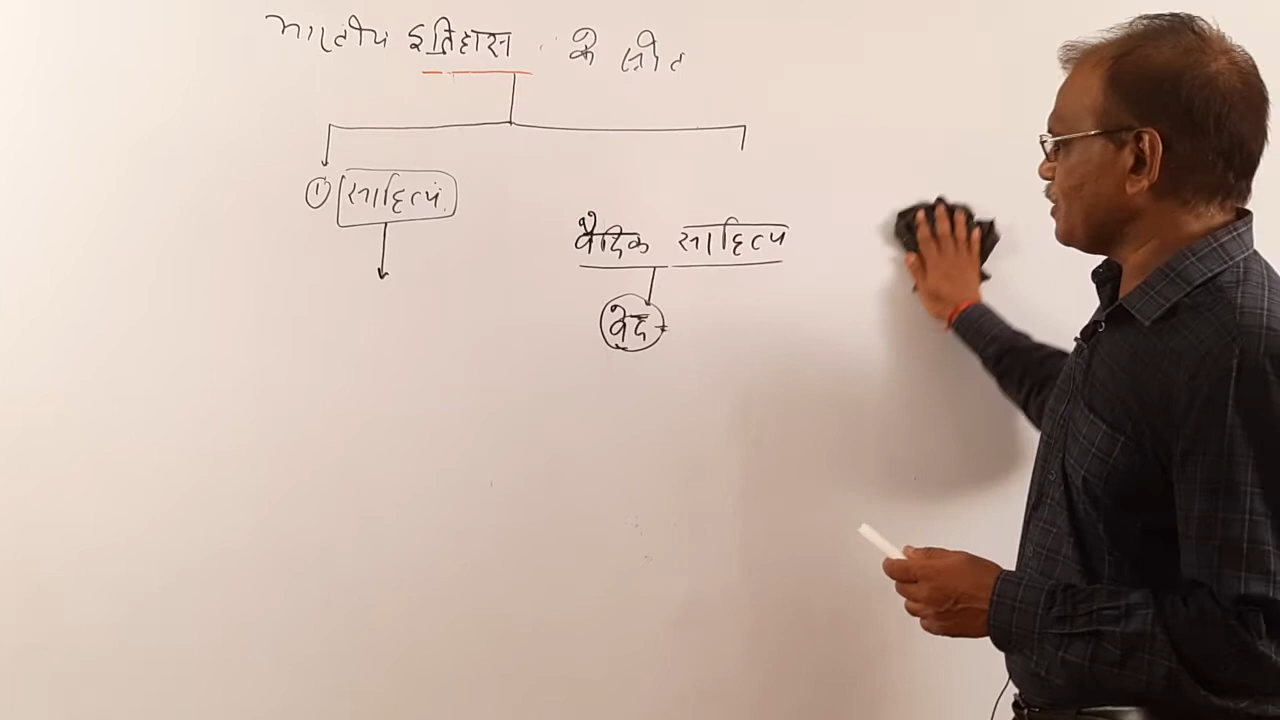 भारतीय इतिहास के स्रोत
① साहित्य
वैदिक साहित्य
वेद